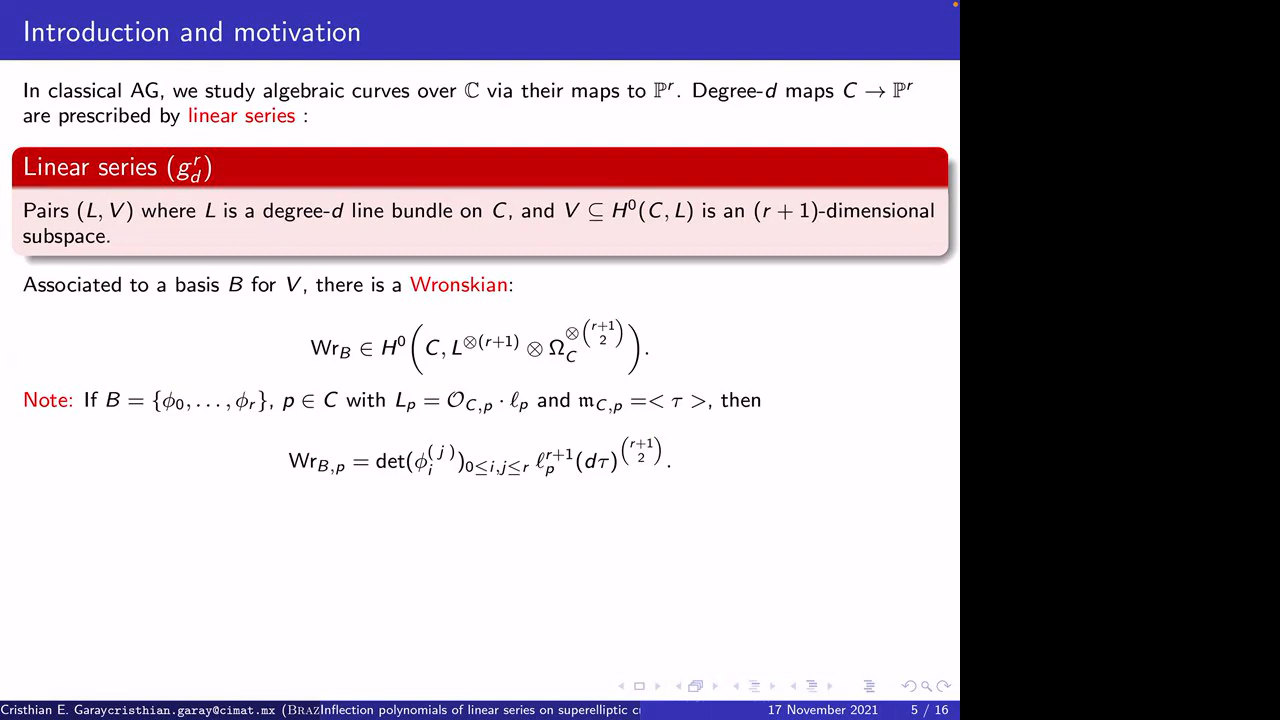 Introduction and motivation
In classical AG, we study algebraic curves over ℂ via their maps to ℙ^r. Degree-d maps C → ℙ^r
are prescribed by linear series :
Linear series (g^r_d)
Pairs (L, V) where L is a degree-d line bundle on C, and V ⊆ H^0(C, L) is an (r + 1)-dimensional
subspace.
Associated to a basis B for V, there is a Wronskian:
Wr_B ∈ H^0(C, L^{⊗(r+1)} ⊗ Ω_C^{⊗\binom{r+1}{2}}).
Note: If B = {ϕ_0, . . . , ϕ_r}, p ∈ C with L_p = 𝒪_{C,p} · ℓ_p and 𝔪_{C,p} =< τ >, then
Wr_{B,p} = det(ϕ_i^{( j )})_{0≤i,j≤r} ℓ_p^{r+1}(dτ)^{\binom{r+1}{2}}.
Cristhian E. Garaycristhian.garay@cimat.mx (Braz Inflection polynomials of linear series on superelliptic cu 17 November 2021 5 / 16